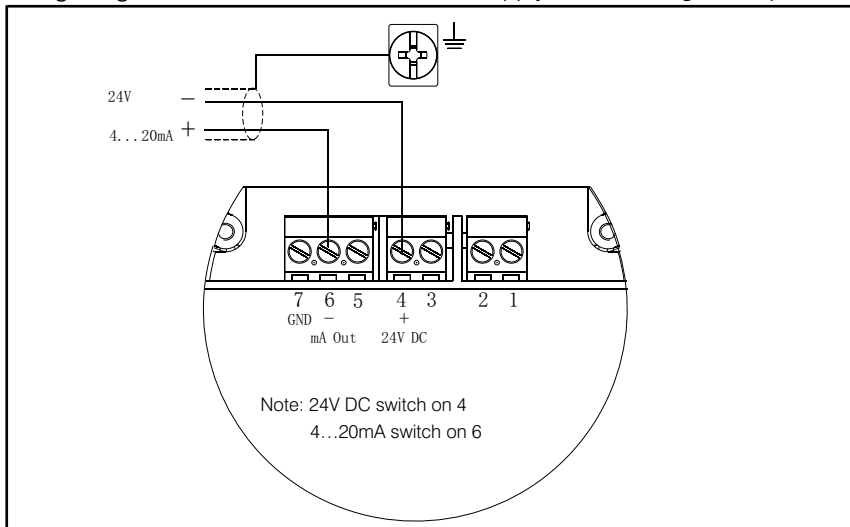 24V −
4...20mA +
7 6 5 4 3 2 1
GND − +
mA Out 24V DC
Note: 24V DC switch on 4
4...20mA switch on 6